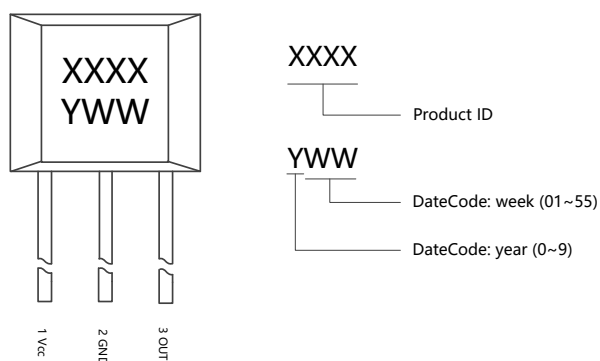 XXXX
YWW
1 Vcc
2 GND
3 OUT
XXXX
Product ID
YWW
DateCode: week (01~55)
DateCode: year (0~9)